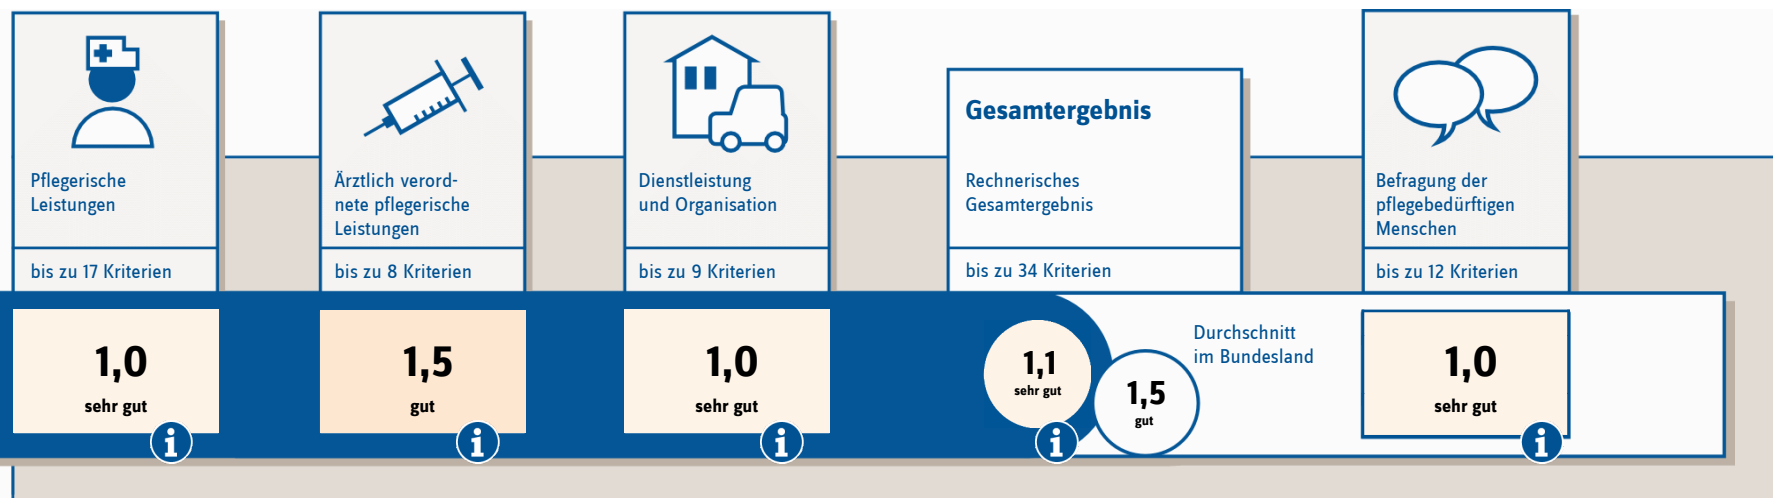 Pflegerische
Leistungen
bis zu 17 Kriterien
1,0
sehr gut
i
Ärztlich verord-
nete pflegerische
Leistungen
bis zu 8 Kriterien
1,5
gut
i
Dienstleistung
und Organisation
bis zu 9 Kriterien
1,0
sehr gut
i
Gesamtergebnis
Rechnerisches
Gesamtergebnis
bis zu 34 Kriterien
1,1
sehr gut
i
1,5
gut
Durchschnitt
im Bundesland
Befragung der
pflegebedürftigen
Menschen
bis zu 12 Kriterien
1,0
sehr gut
i